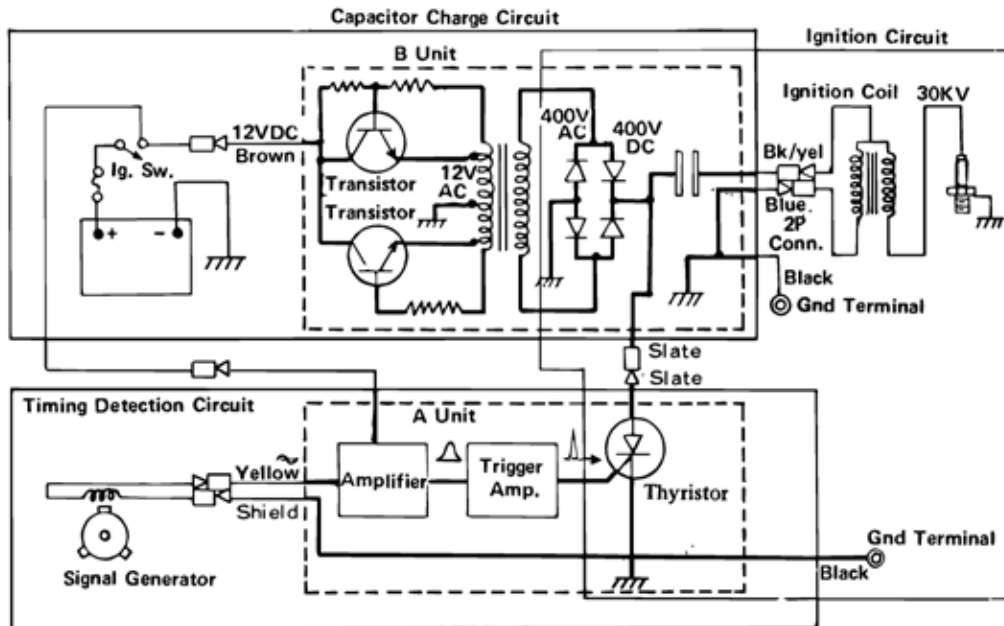 Capacitor Charge Circuit
Ignition Circuit
B Unit
Ignition Coil
30KV
12VDC
Brown
400V
AC
400V
DC
Ig. Sw.
Transistor
12V
AC
Transistor
Bk/yel
Blue.
2P
Conn.
+
-
Black
Gnd Terminal
Slate
Slate
Timing Detection Circuit
A Unit
Yellow
~
Amplifier
Trigger
Amp.
Thyristor
Shield
Signal Generator
Gnd Terminal
Black